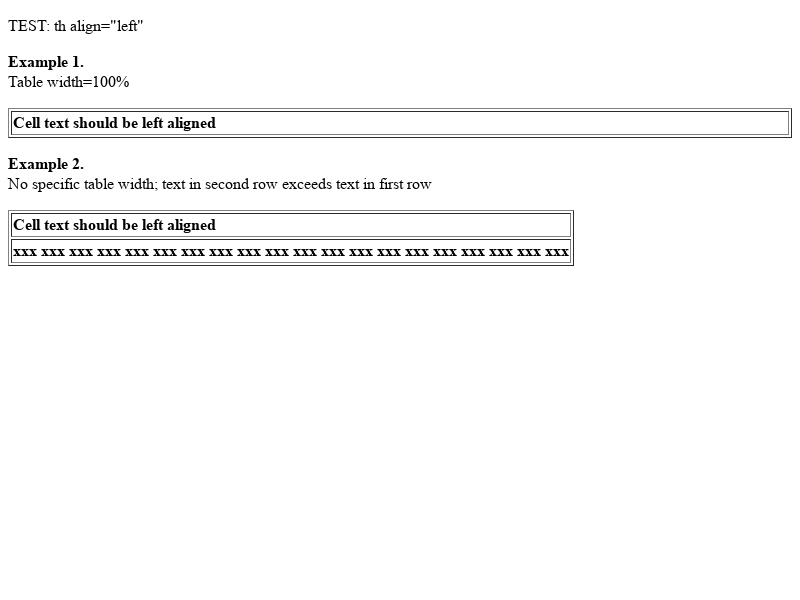 TEST: th align="left"
Example 1.
Table width=100%
Cell text should be left aligned
Example 2.
No specific table width; text in second row exceeds text in first row
Cell text should be left aligned
xxx xxx xxx xxx xxx xxx xxx xxx xxx xxx xxx xxx xxx xxx xxx xxx xxx xxx xxx xxx